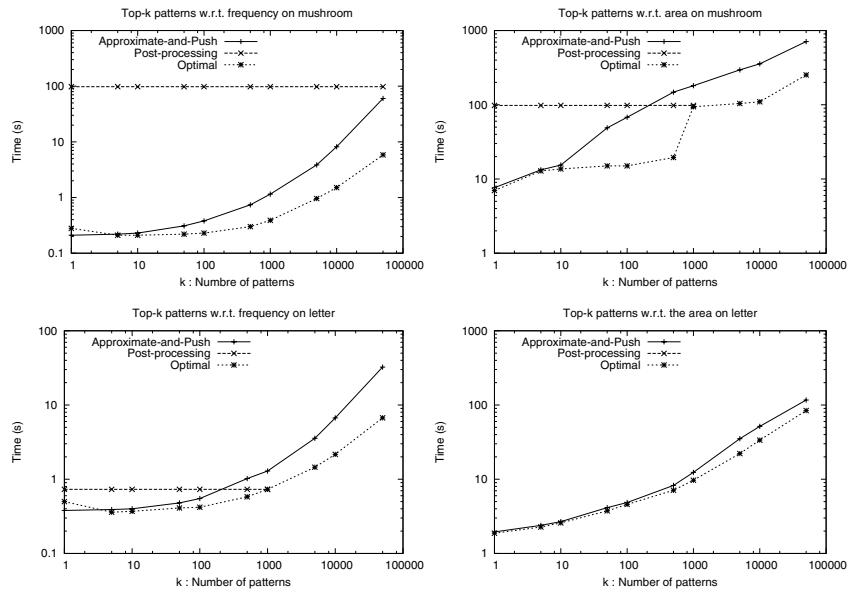 Top-k patterns w.r.t. frequency on mushroom
1000
100
10
1
0.1
Time (s)
Approximate-and-Push
Post-processing
Optimal
1 10 100 1000 10000 100000
k : Numbre of patterns
Top-k patterns w.r.t. area on mushroom
1000
100
10
1
Time (s)
Approximate-and-Push
Post-processing
Optimal
1 10 100 1000 10000 100000
k : Number of patterns
Top-k patterns w.r.t. frequency on letter
100
10
1
0.1
Time (s)
Approximate-and-Push
Post-processing
Optimal
1 10 100 1000 10000 100000
k : Number of patterns
Top-k patterns w.r.t. the area on letter
1000
100
10
1
Time (s)
Approximate-and-Push
Post-processing
Optimal
1 10 100 1000 10000 100000
k : Number of patterns